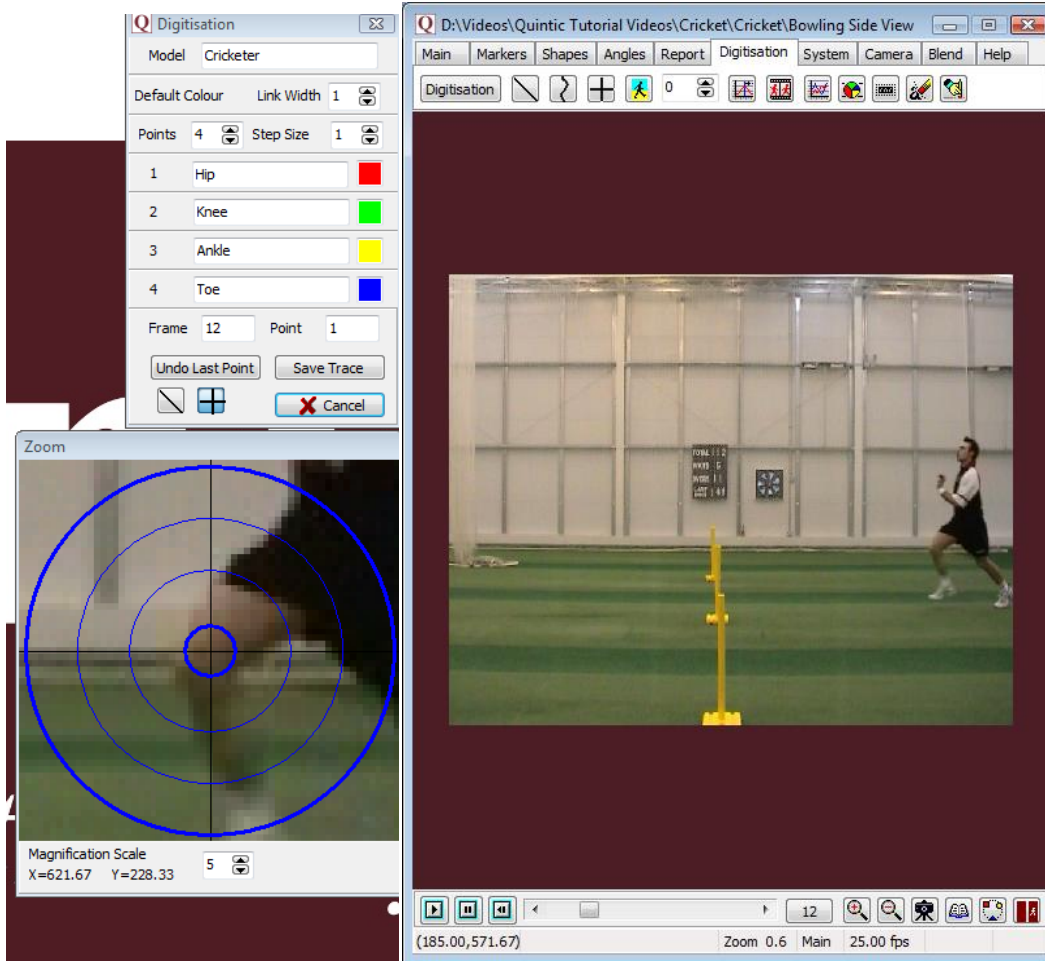 Digitisation
Model Cricketer
Default Colour Link Width 1
Points 4 Step Size 1
1 Hip
2 Knee
3 Ankle
4 Toe
Frame 12 Point 1
Undo Last Point Save Trace
Cancel
Zoom
Magnification Scale 5
X=621.67 Y=228.33
D:\Videos\Quintic Tutorial Videos\Cricket\Cricket\Bowling Side View
Main Markers Shapes Angles Report Digitisation System Camera Blend Help
Digitisation 0
TOTAL
WKTS
OVERS
12
(185.00,571.67) Zoom 0.6 Main 25.00 fps